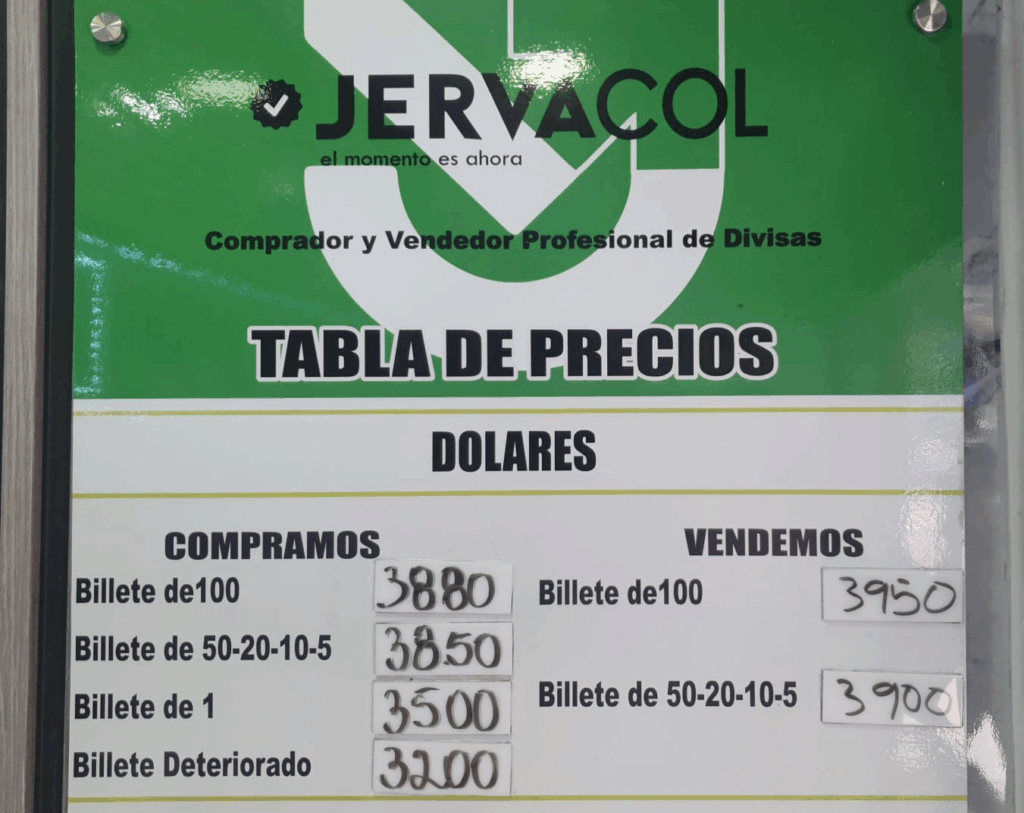 JERVACOL
el momento es ahora
Comprador y Vendedor Profesional de Divisas
TABLA DE PRECIOS
DOLARES
COMPRAMOS
Billete de100 3880
Billete de 50-20-10-5 3850
Billete de 1 3500
Billete Deteriorado 3200
VENDEMOS
Billete de100 3950
Billete de 50-20-10-5 3900